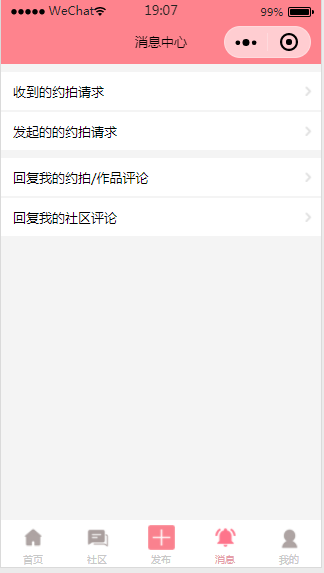 WeChat 19:07 99%
消息中心
收到的约拍请求
发起的的约拍请求
回复我的约拍/作品评论
回复我的社区评论
首页 社区 发布 消息 我的